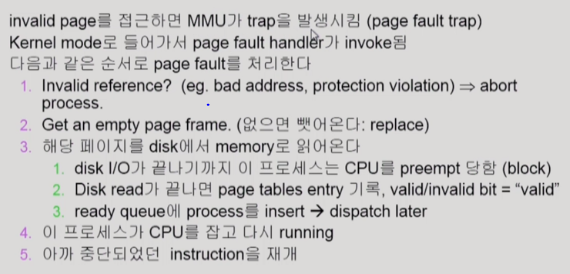 invalid page를 접근하면 MMU가 trap을 발생시킴 (page fault trap)
Kernel mode로 들어가서 page fault handler가 invoke됨
다음과 같은 순서로 page fault를 처리한다
1. Invalid reference? (eg. bad address, protection violation) ⇒ abort
process.
2. Get an empty page frame. (없으면 뺏어온다: replace)
3. 해당 페이지를 disk에서 memory로 읽어온다
1. disk I/O가 끝나기까지 이 프로세스는 CPU를 preempt 당함 (block)
2. Disk read가 끝나면 page tables entry 기록, valid/invalid bit = “valid”
3. ready queue에 process를 insert → dispatch later
4. 이 프로세스가 CPU를 잡고 다시 running
5. 아까 중단되었던 instruction을 재개